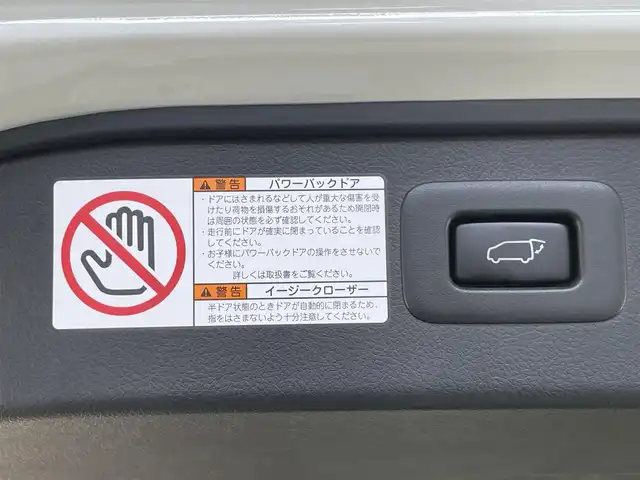 警告 パワーバックドア
・ドアにはさまれるなどして人が重大な傷害を受
けたり荷物を損傷するおそれがあるため開閉時
は周囲の状態を必ず確認してください。
・走行前にドアが確実に閉まっていることを確認
してください。
・お子様にパワーバックドアの操作をさせないで
ください。
詳しくは取扱書をご覧ください。
警告 イージークローザー
半ドア状態のときドアが自動的に閉まるため、
指をはさまないよう十分注意してください。